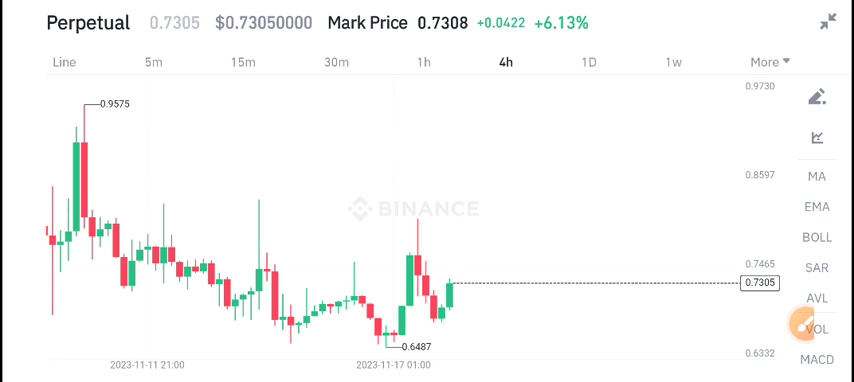 Perpetual 0.7305 $0.73050000 Mark Price 0.7308 +0.0422 +6.13%
Line 5m 15m 30m 1h 4h 1D 1w More
0.9730
0.9575
MA
0.8597
EMA
BINANCE
BOLL
0.7465
SAR
0.7305
AVL
VOL
0.6487
0.6332
MACD
2023-11-11 21:00 2023-11-17 01:00